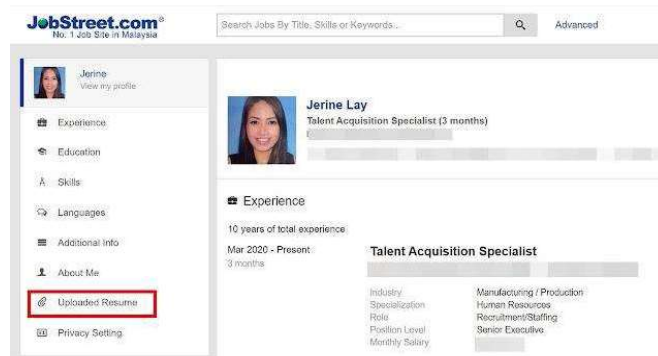 JobStreet.com®
No. 1 Job Site in Malaysia
Search Jobs By Title, Skills or Keywords...
Advanced
Jerine
View my profile
Experience
Education
Skills
Languages
Additional Info
About Me
Uploaded Resume
Privacy Setting
Jerine Lay
Talent Acquisition Specialist (3 months)
Experience
10 years of total experience
Mar 2020 - Present
3 months
Talent Acquisition Specialist
Industry Manufacturing / Production
Specialization Human Resources
Role Recruitment/Staffing
Position Level Senior Executive
Monthly Salary